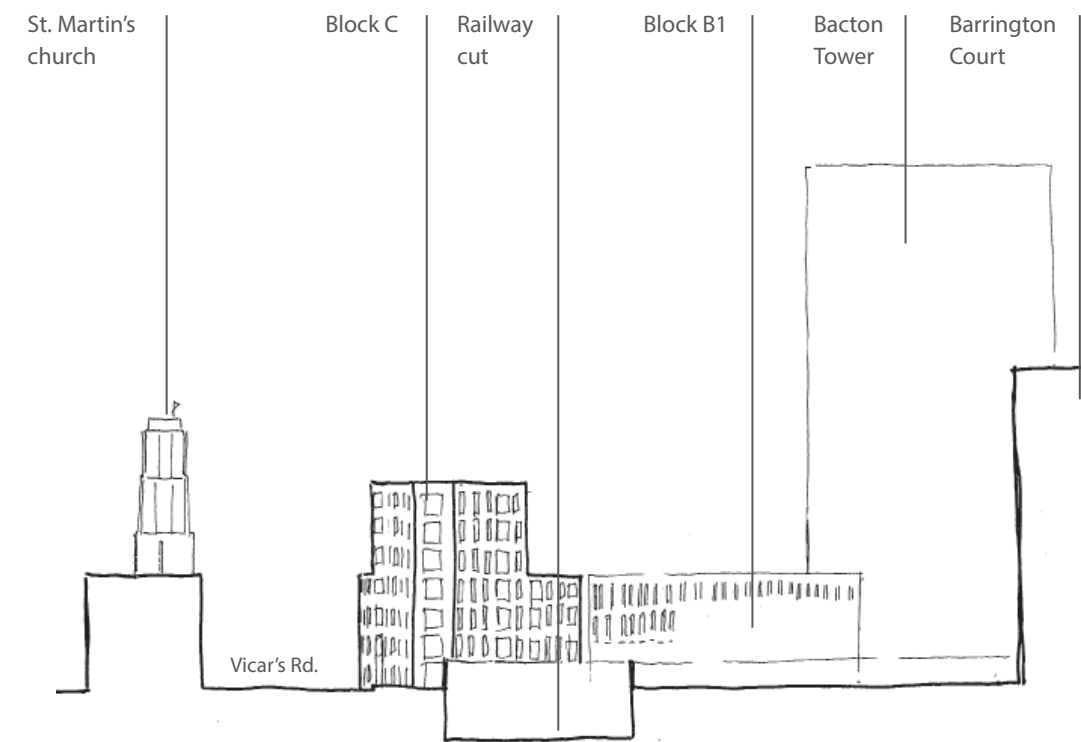 St. Martin's
church
Block C
Railway
cut
Block B1
Bacton
Tower
Barrington
Court
Vicar's Rd.